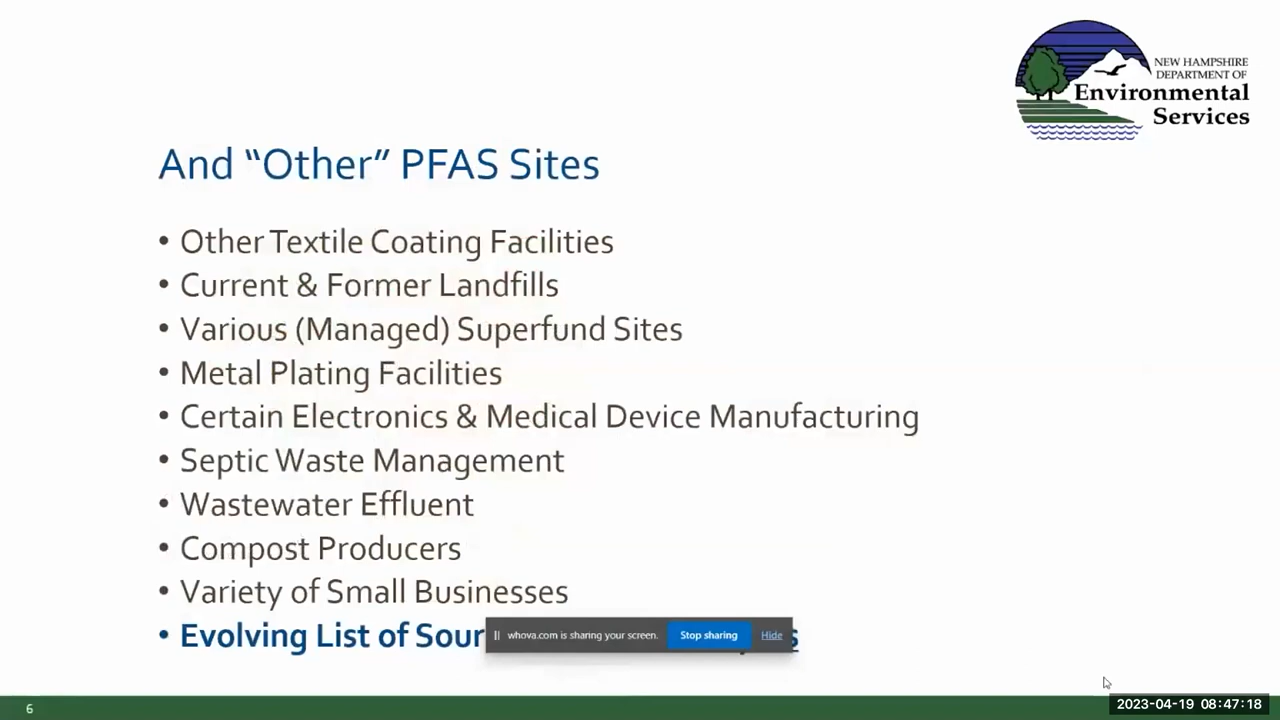 NEW HAMPSHIRE
DEPARTMENT OF
Environmental
Services
And “Other” PFAS Sites
• Other Textile Coating Facilities
• Current & Former Landfills
• Various (Managed) Superfund Sites
• Metal Plating Facilities
• Certain Electronics & Medical Device Manufacturing
• Septic Waste Management
• Wastewater Effluent
• Compost Producers
• Variety of Small Businesses
• Evolving List of
whova.com is sharing your screen. Stop sharing Hide
6
2023-04-19 08:47:18